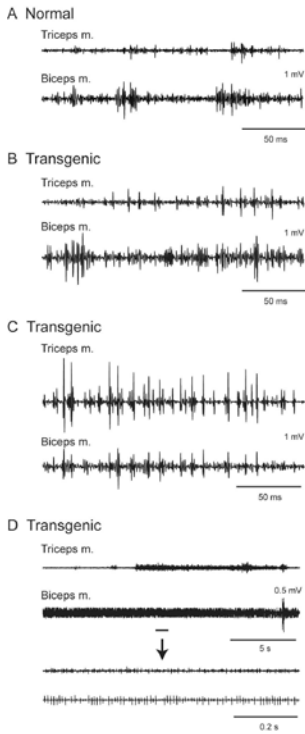 A Normal
Triceps m.
Biceps m.
1 mV
50 ms
B Transgenic
Triceps m.
Biceps m.
1 mV
50 ms
C Transgenic
Triceps m.
Biceps m.
1 mV
50 ms
D Transgenic
Triceps m.
Biceps m.
0.5 mV
5 s
0.2 s